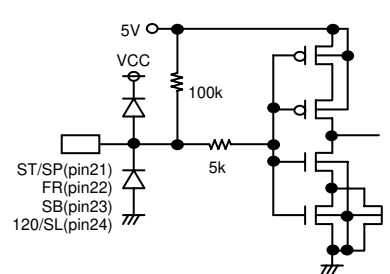 5V
VCC
100k
5k
ST/SP(pin21)
FR(pin22)
SB(pin23)
120/SL(pin24)